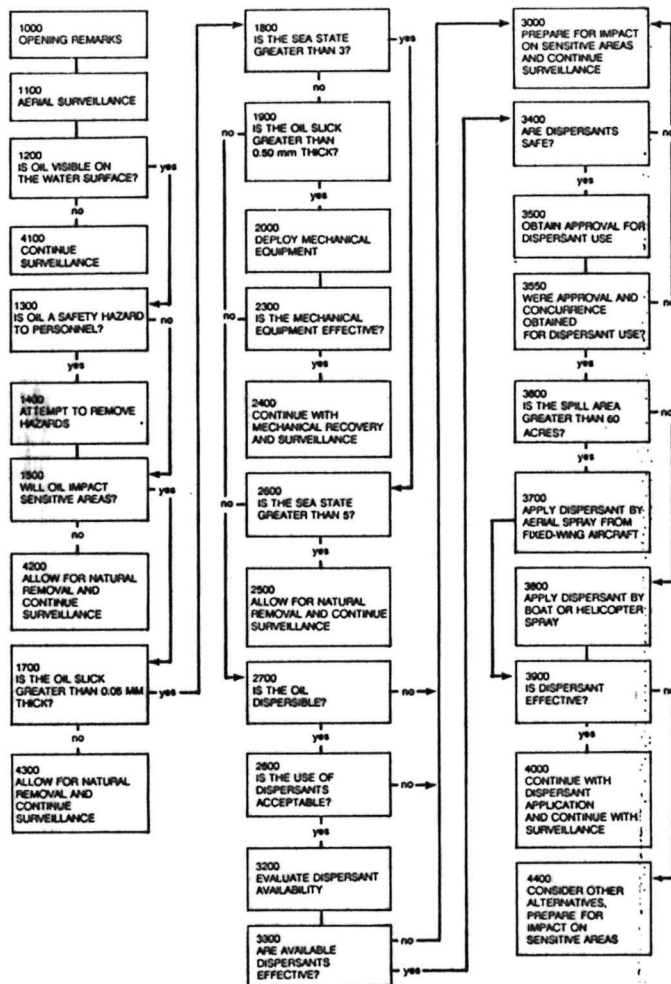 1000
OPENING REMARKS
1100
AERIAL SURVEILLANCE
1200
IS OIL VISIBLE ON
THE WATER SURFACE?
yes
no
4100
CONTINUE
SURVEILLANCE
1300
IS OIL A SAFETY HAZARD
TO PERSONNEL?
no
yes
1400
ATTEMPT TO REMOVE
HAZARDS
1500
WILL OIL IMPACT
SENSITIVE AREAS?
yes
no
4200
ALLOW FOR NATURAL
REMOVAL AND
CONTINUE
SURVEILLANCE
1700
IS THE OIL SLICK
GREATER THAN 0.05 MM
THICK?
yes
no
4300
ALLOW FOR NATURAL
REMOVAL AND
CONTINUE
SURVEILLANCE
1800
IS THE SEA STATE
GREATER THAN 3?
yes
no
1900
IS THE OIL SLICK
GREATER THAN
0.50 mm THICK?
no
yes
2000
DEPLOY MECHANICAL
EQUIPMENT
2300
IS THE MECHANICAL
EQUIPMENT EFFECTIVE?
no
yes
2400
CONTINUE WITH
MECHANICAL RECOVERY
AND SURVEILLANCE
2600
IS THE SEA STATE
GREATER THAN 5?
no
yes
2500
ALLOW FOR NATURAL
REMOVAL AND CONTINUE
SURVEILLANCE
2700
IS THE OIL
DISPERSIBLE?
no
yes
2600
IS THE USE OF
DISPERSANTS
ACCEPTABLE?
no
yes
3200
EVALUATE DISPERSANT
AVAILABILITY
3300
ARE AVAILABLE
DISPERSANTS
EFFECTIVE?
no
yes
3000
PREPARE FOR IMPACT
ON SENSITIVE AREAS
AND CONTINUE
SURVEILLANCE
3400
ARE DISPERSANTS
SAFE?
no
yes
3500
OBTAIN APPROVAL FOR
DISPERSANT USE
3550
WERE APPROVAL AND
CONCURRENCE
OBTAINED
FOR DISPERSANT USE?
no
yes
3600
IS THE SPILL AREA
GREATER THAN 60
ACRES?
no
yes
3700
APPLY DISPERSANT BY
AERIAL SPRAY FROM
FIXED-WING AIRCRAFT
3800
APPLY DISPERSANT BY
BOAT OR HELICOPTER
SPRAY
3900
IS DISPERSANT
EFFECTIVE?
no
yes
4000
CONTINUE WITH
DISPERSANT
APPLICATION
AND CONTINUE WITH
SURVEILLANCE
4400
CONSIDER OTHER
ALTERNATIVES,
PREPARE FOR
IMPACT ON
SENSITIVE AREAS